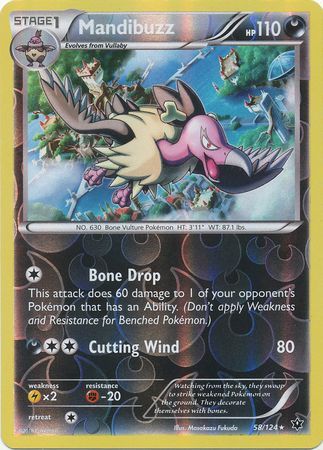 STAGE1
Mandibuzz
HP110
Evolves from Vullaby
NO. 630 Bone Vulture Pokémon HT: 3'11" WT: 87.1 lbs.
Bone Drop
This attack does 60 damage to 1 of your opponent's
Pokémon that has an Ability. (Don't apply Weakness
and Resistance for Benched Pokémon.)
Cutting Wind 80
weakness
×2
resistance
-20
retreat
Watching from the sky, they swoop
to strike weakened Pokémon on
the ground. They decorate
themselves with bones.
Illus. Masakazu Fukuda
58/124★